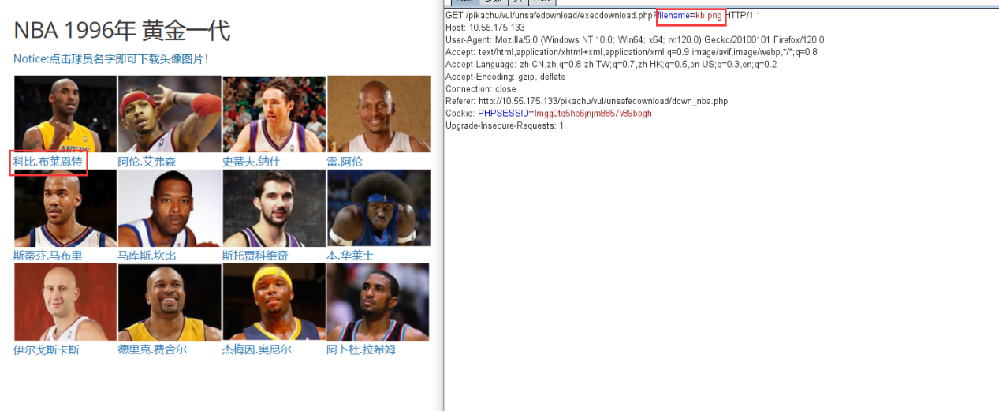 NBA 1996年 黄金一代
Notice:点击球员名字即可下载头像图片！
科比.布莱恩特 阿伦.艾弗森 史蒂夫.纳什 雷.阿伦
斯蒂芬.马布里 马库斯.坎比 斯托贾科维奇 本.华莱士
伊尔戈斯卡斯 德里克.费舍尔 杰梅因.奥尼尔 阿卜杜.拉希姆
GET /pikachu/vul/unsafedownload/execdownload.php?filename=kb.png HTTP/1.1
Host: 10.55.175.133
User-Agent: Mozilla/5.0 (Windows NT 10.0; Win64; x64; rv:120.0) Gecko/20100101 Firefox/120.0
Accept: text/html,application/xhtml+xml,application/xml;q=0.9,image/avif,image/webp,*/*;q=0.8
Accept-Language: zh-CN,zh;q=0.8,zh-TW;q=0.7,zh-HK;q=0.5,en-US;q=0.3,en;q=0.2
Accept-Encoding: gzip, deflate
Connection: close
Referer: http://10.55.175.133/pikachu/vul/unsafedownload/down_nba.php
Cookie: PHPSESSID=lmgg0tq5he6jnjm8857v89bogh
Upgrade-Insecure-Requests: 1